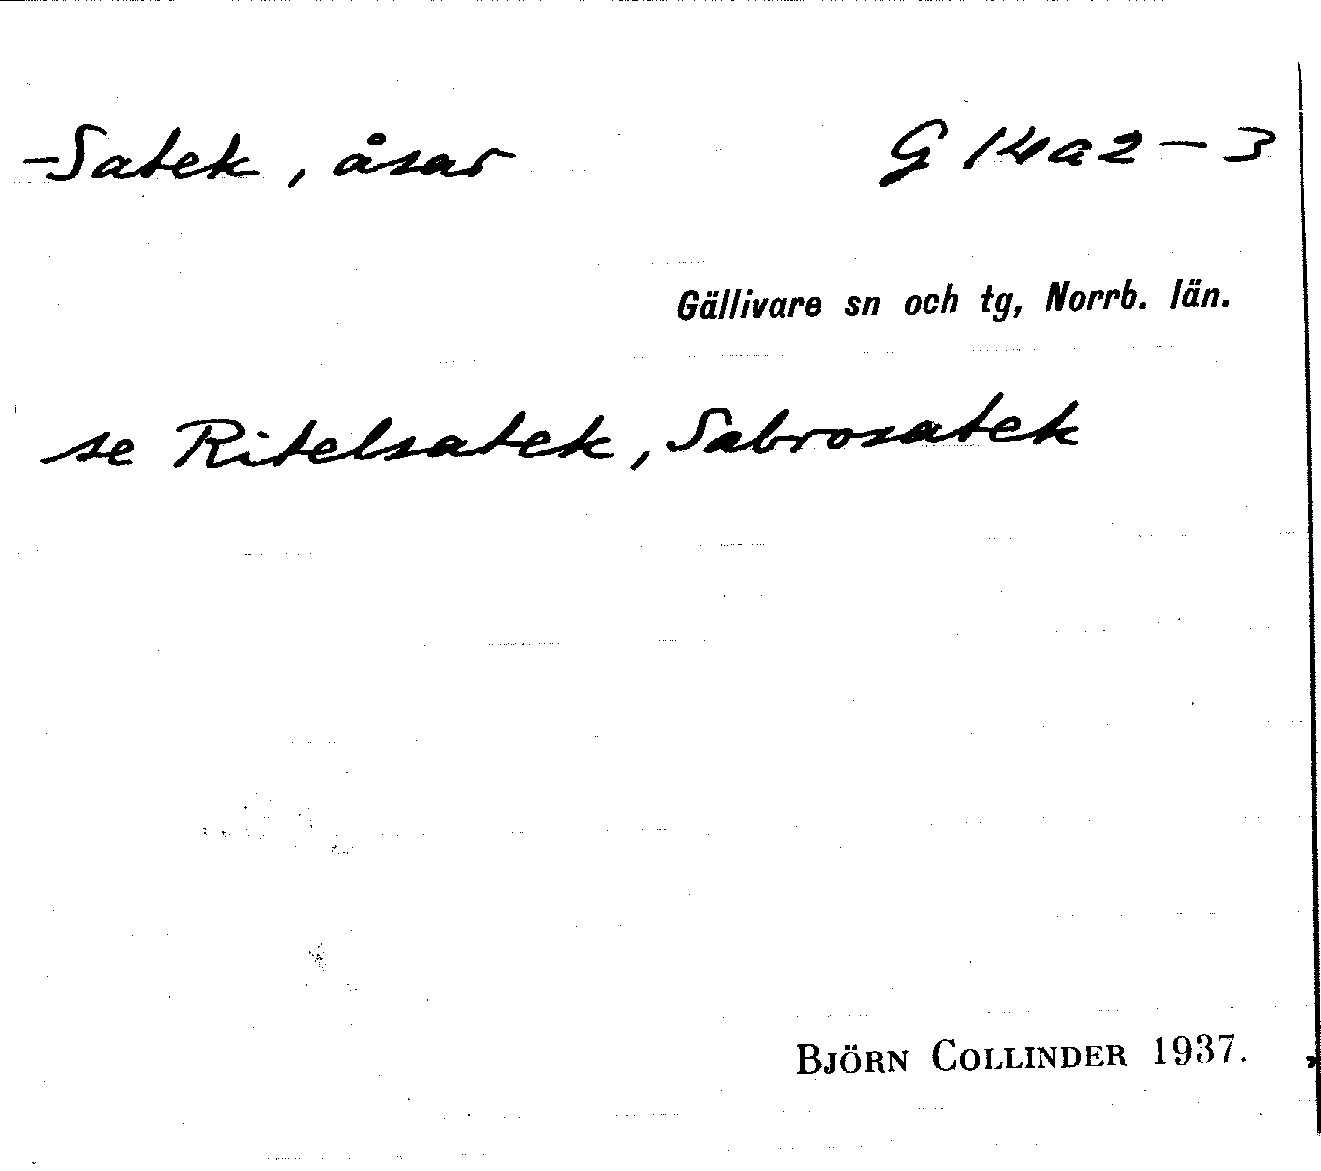 -Satek, åsar G 14a2-3
Gällivare sn och tg, Norrb. län.
se Ritelsatek, Sabrosatek
BJÖRN COLLINDER 1937.